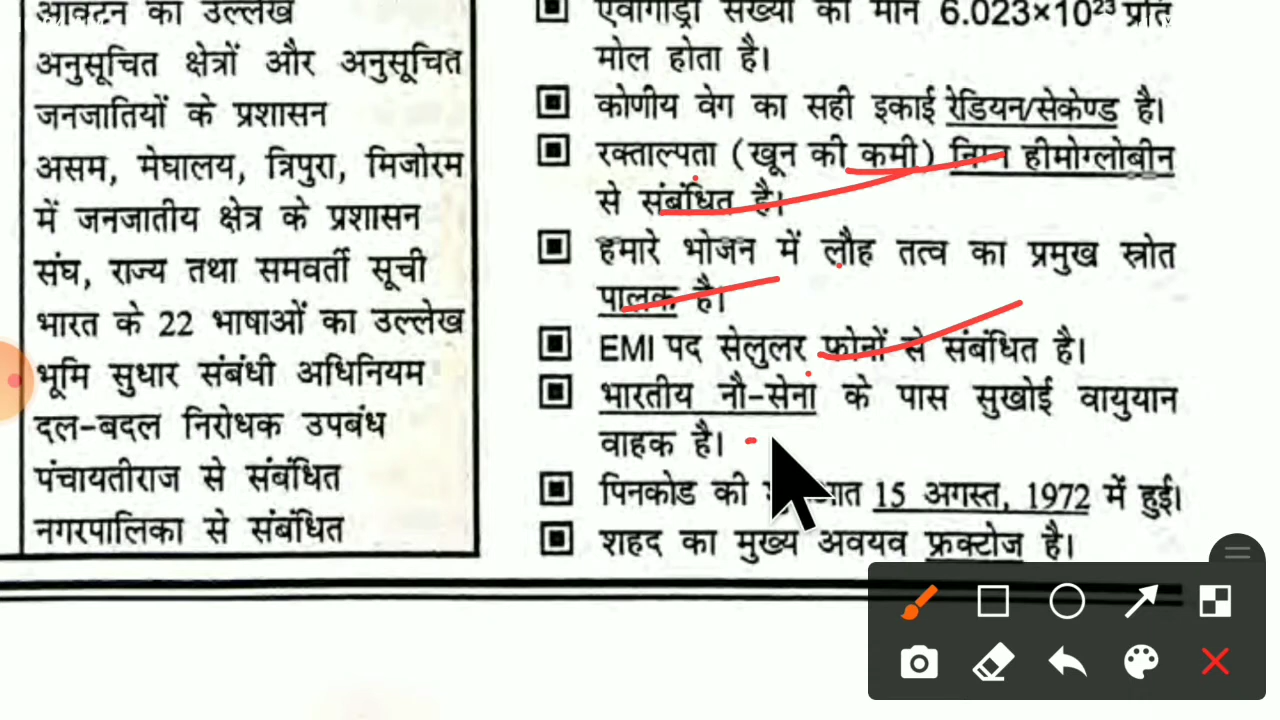 आवंटन का उल्लेख
अनुसूचित क्षेत्रों और अनुसूचित
जनजातियों के प्रशासन
असम, मेघालय, त्रिपुरा, मिजोरम
में जनजातीय क्षेत्र के प्रशासन
संघ, राज्य तथा समवर्ती सूची
भारत के 22 भाषाओं का उल्लेख
भूमि सुधार संबंधी अधिनियम
दल-बदल निरोधक उपबंध
पंचायतीराज से संबंधित
नगरपालिका से संबंधित
एवोगाड्रो संख्या का मान 6.023×10²³ प्रति
मोल होता है।
कोणीय वेग का सही इकाई रेडियन/सेकेण्ड है।
रक्ताल्पता (खून की कमी) निम्न हीमोग्लोबीन
से संबंधित है।
हमारे भोजन में लौह तत्व का प्रमुख स्रोत
पालक है।
EMI पद सेलुलर फोनों से संबंधित है।
भारतीय नौ-सेना के पास सुखोई वायुयान
वाहक है।
पिनकोड की 15 अगस्त, 1972 में हुई।
शहद का मुख्य अवयव फ्रक्टोज है।